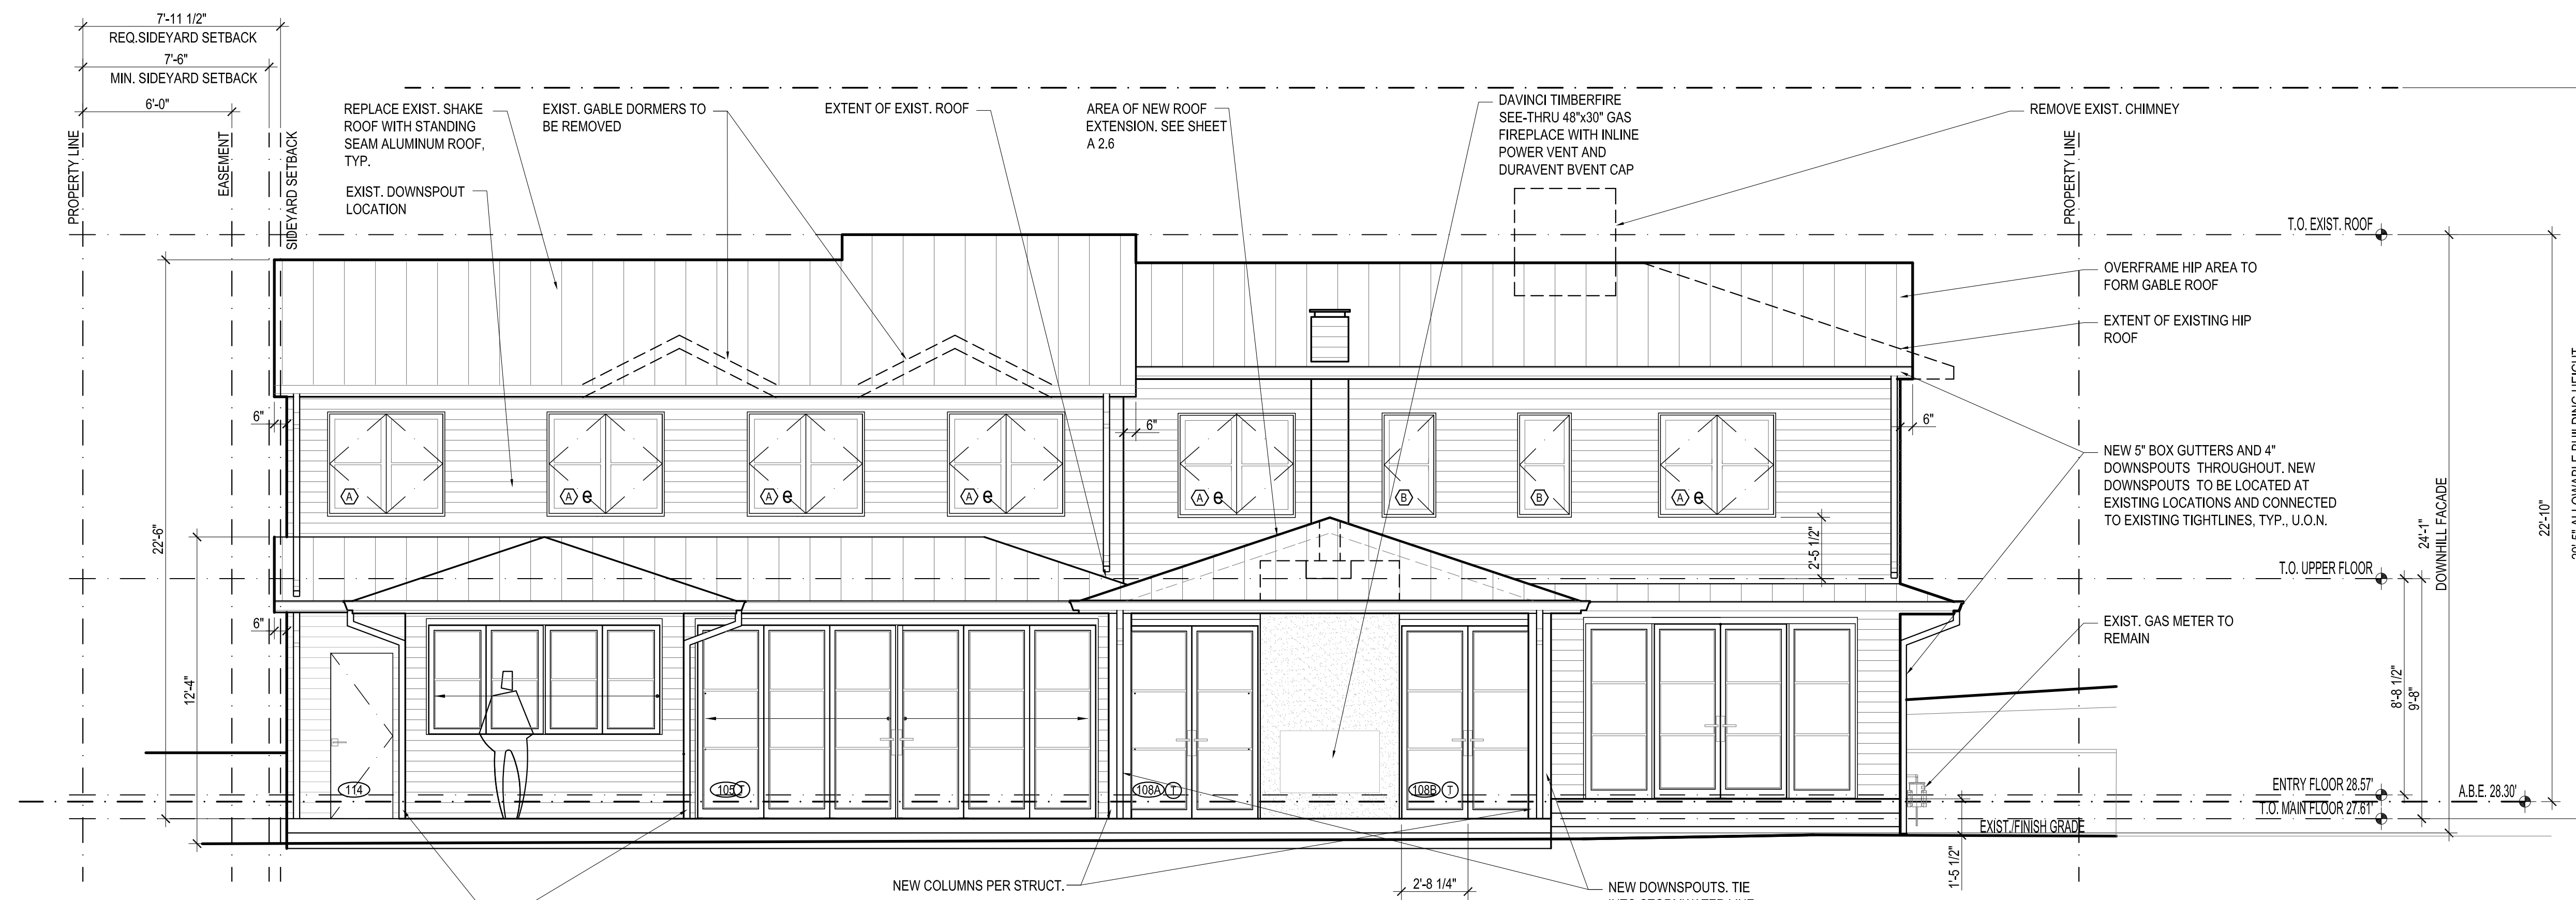 7'-11 1/2"
REQ.SIDEYARD SETBACK
7'-6"
MIN. SIDEYARD SETBACK
6'-0"
PROPERTY LINE
EASEMENT
SIDEYARD SETBACK
REPLACE EXIST. SHAKE
ROOF WITH STANDING
SEAM ALUMINUM ROOF,
TYP.
EXIST. DOWNSPOUT
LOCATION
EXIST. GABLE DORMERS TO
BE REMOVED
EXTENT OF EXIST. ROOF
AREA OF NEW ROOF
EXTENSION. SEE SHEET
A 2.6
DAVINCI TIMBERFIRE
SEE-THRU 48"x30" GAS
FIREPLACE WITH INLINE
POWER VENT AND
DURAVENT BVENT CAP
REMOVE EXIST. CHIMNEY
PROPERTY LINE
T.O. EXIST. ROOF
OVERFRAME HIP AREA TO
FORM GABLE ROOF
EXTENT OF EXISTING HIP
ROOF
NEW 5" BOX GUTTERS AND 4"
DOWNSPOUTS THROUGHOUT. NEW
DOWNSPOUTS TO BE LOCATED AT
EXISTING LOCATIONS AND CONNECTED
TO EXISTING TIGHTLINES, TYP., U.O.N.
6"
6"
6"
A
A e
A e
A e
A e
B
B
A e
22'-6"
12'-4"
2'-5 1/2"
T.O. UPPER FLOOR
24'-1"
DOWNHILL FACADE
22'-10"
6"
EXIST. GAS METER TO
REMAIN
8'-8 1/2"
9'-8"
114
105 T
108A T
108B T
ENTRY FLOOR 28.57'
A.B.E. 28.30'
T.O. MAIN FLOOR 27.61'
EXIST./FINISH GRADE
1'-5 1/2"
NEW COLUMNS PER STRUCT.
2'-8 1/4"
NEW DOWNSPOUTS. TIE